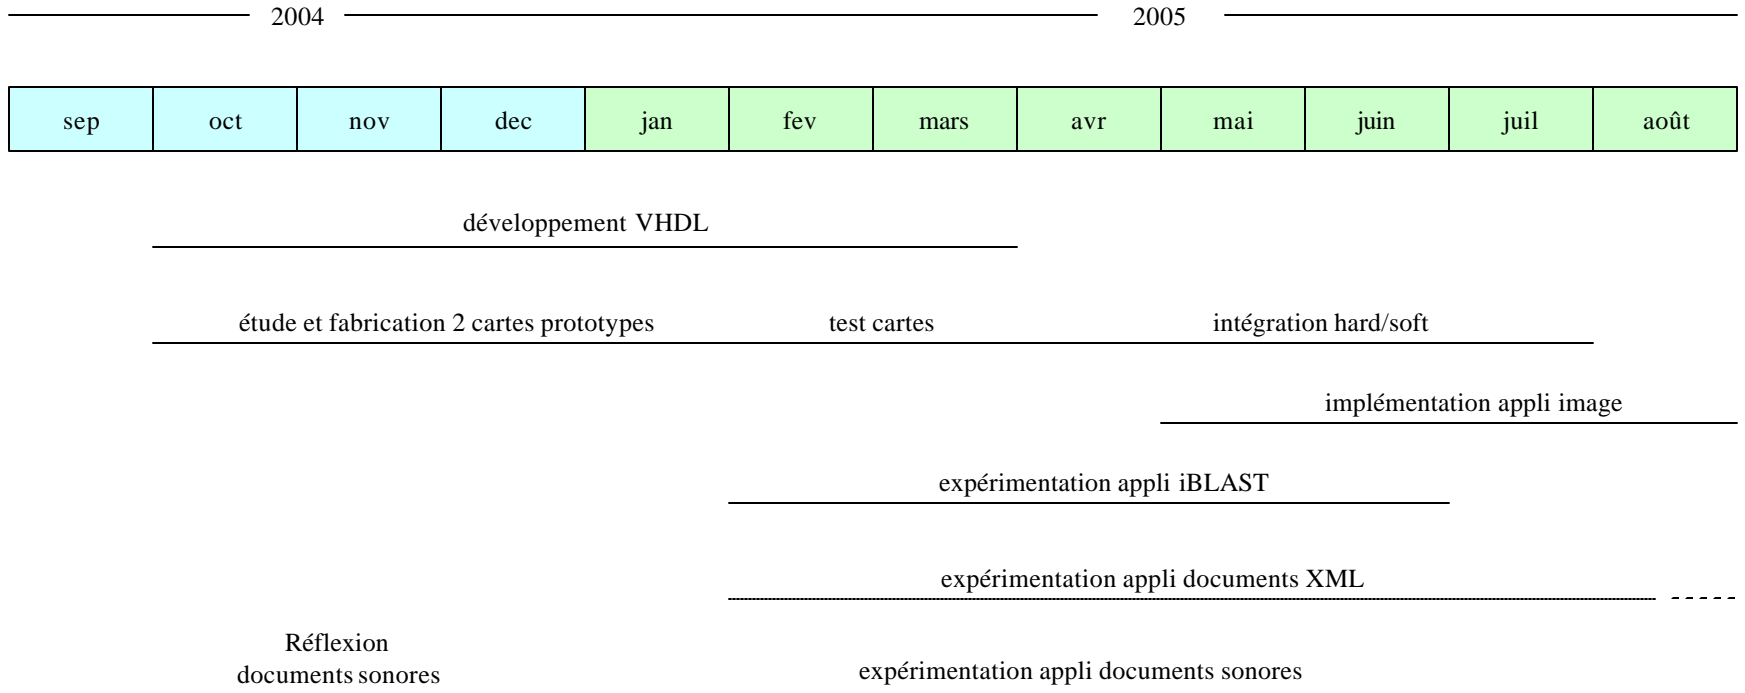 2004 2005
sep oct nov dec jan fev mars avr mai juin juil août
développement VHDL
étude et fabrication 2 cartes prototypes test cartes intégration hard/soft
implémentation appli image
expérimentation appli iBLAST
expérimentation appli documents XML
Réflexion
documents sonores expérimentation appli documents sonores